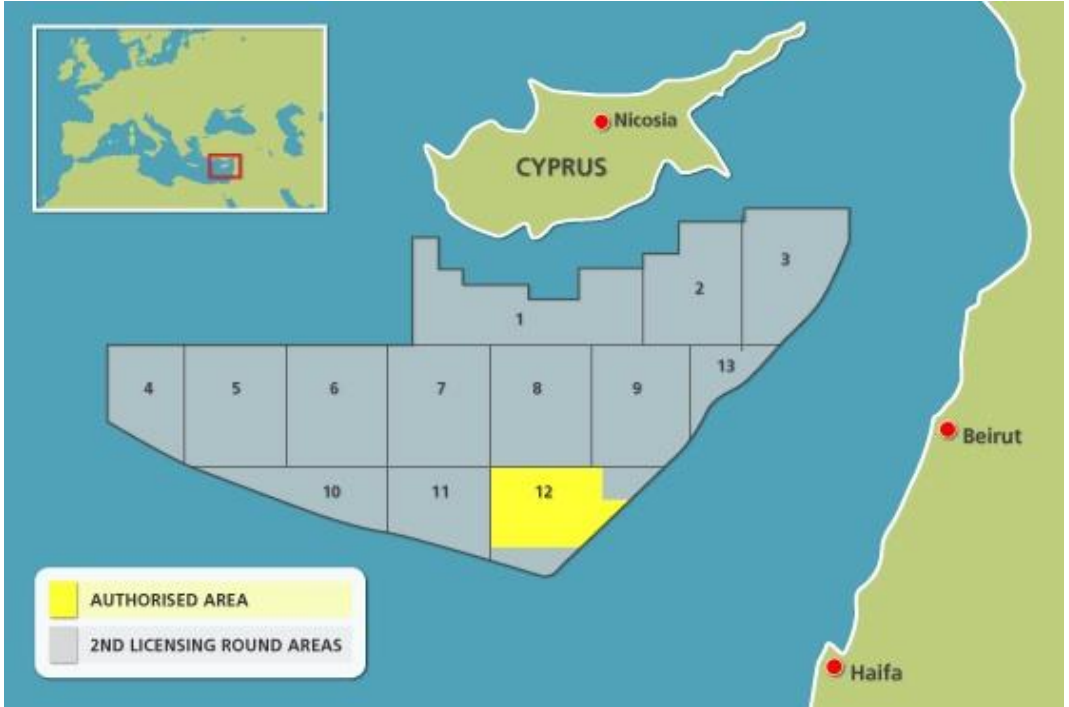 Nicosia
CYPRUS
3
2
1
13
4
5
6
7
8
9
10
11
12
Beirut
AUTHORISED AREA
2ND LICENSING ROUND AREAS
Haifa